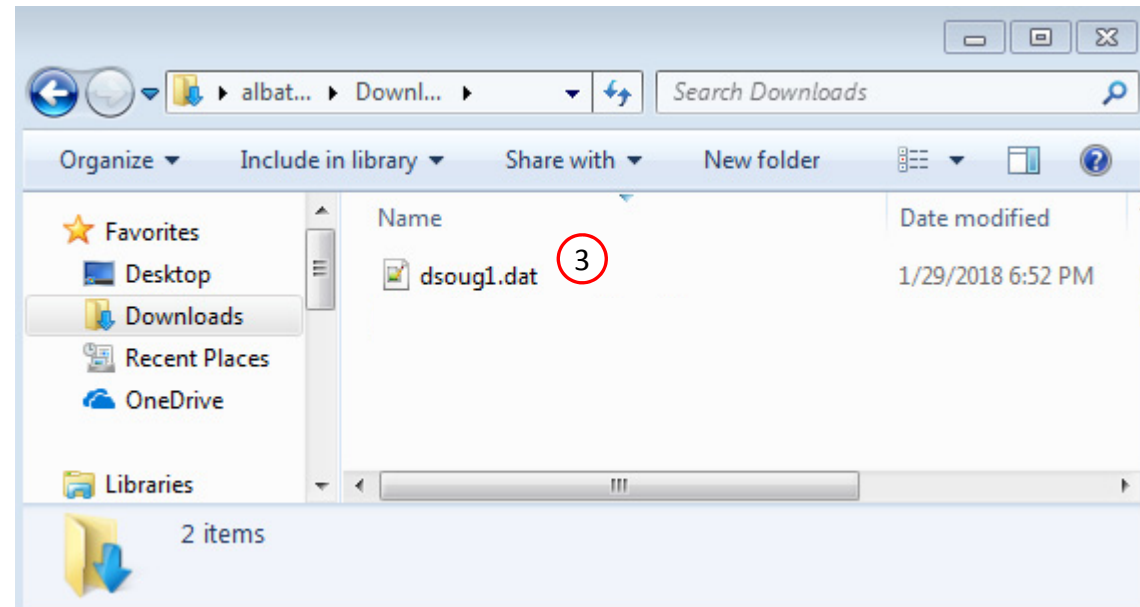 albat... Downl... Search Downloads
Organize Include in library Share with New folder
Name Date modified
Favorites
Desktop
Downloads
Recent Places
OneDrive
Libraries
dsoug1.dat 3 1/29/2018 6:52 PM
2 items